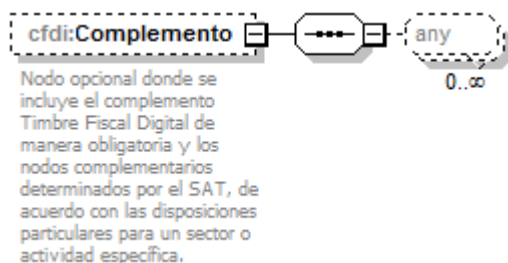 cfdi:Complemento
any
0..∞
Nodo opcional donde se
incluye el complemento
Timbre Fiscal Digital de
manera obligatoria y los
nodos complementarios
determinados por el SAT, de
acuerdo con las disposiciones
particulares para un sector o
actividad específica.